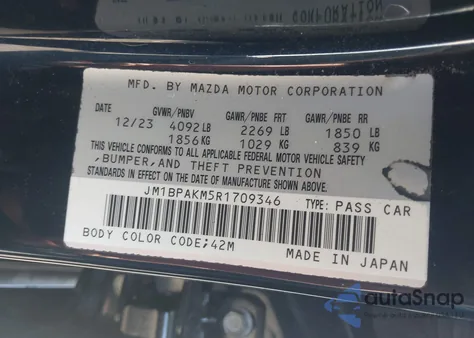 MFD. BY MAZDA MOTOR CORPORATION
DATE GVWR/PNBV GAWR/PNBE FRT GAWR/PNBE RR
12/23 4092 LB 2269 LB 1850 LB
1856 KG 1029 KG 839 KG
THIS VEHICLE CONFORMS TO ALL APPLICABLE FEDERAL MOTOR VEHICLE SAFETY
,BUMPER,AND THEFT PREVENTION
STANDARDS IN EFFECT ON THE DATE OF MANUFACTURE SHOWN ABOVE.
JM1BPAKM5R1709346 TYPE: PASS CAR
BODY COLOR CODE;42M
MADE IN JAPAN
autoSnap